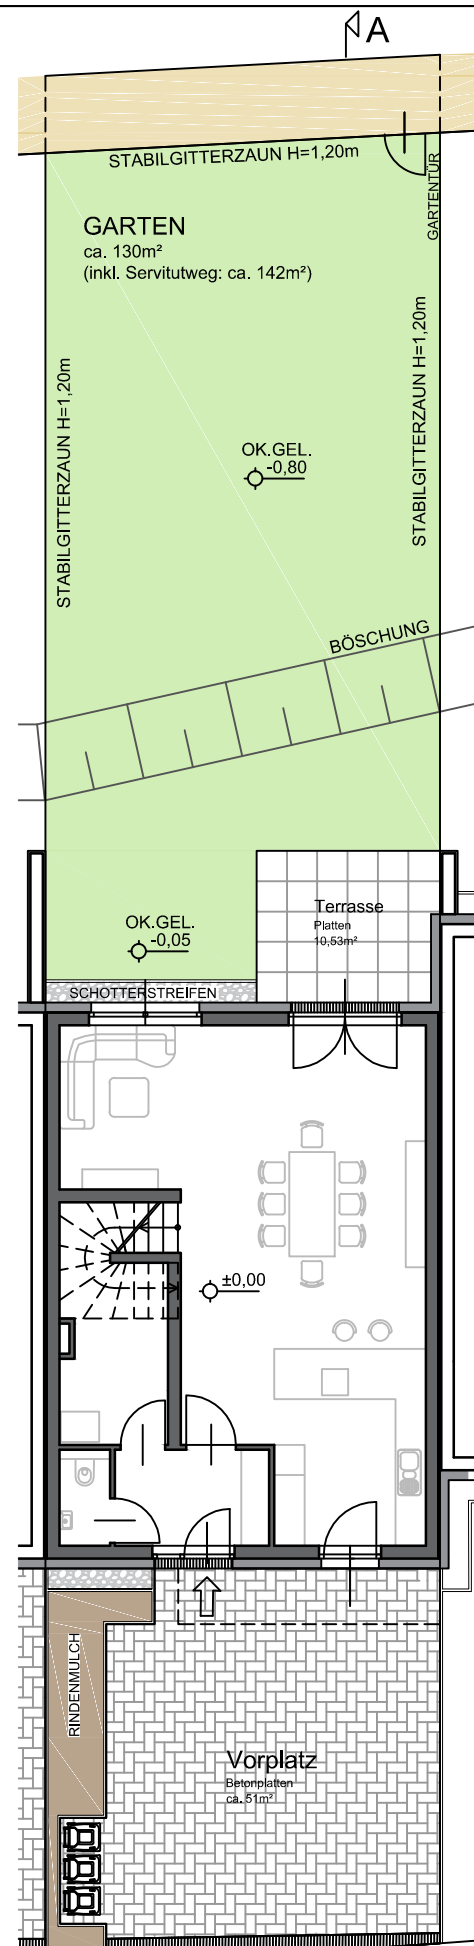 A
STABILGITTERZAUN H=1,20m
GARTENTÜR
GARTEN
ca. 130m²
(inkl. Servitutweg: ca. 142m²)
STABILGITTERZAUN H=1,20m
STABILGITTERZAUN H=1,20m
OK.GEL.
-0,80
BÖSCHUNG
Terrasse
Platten
10,53m²
OK.GEL.
-0,05
SCHOTTERSTREIFEN
±0,00
RINDENMULCH
Vorplatz
Betonplatten
ca. 51m²